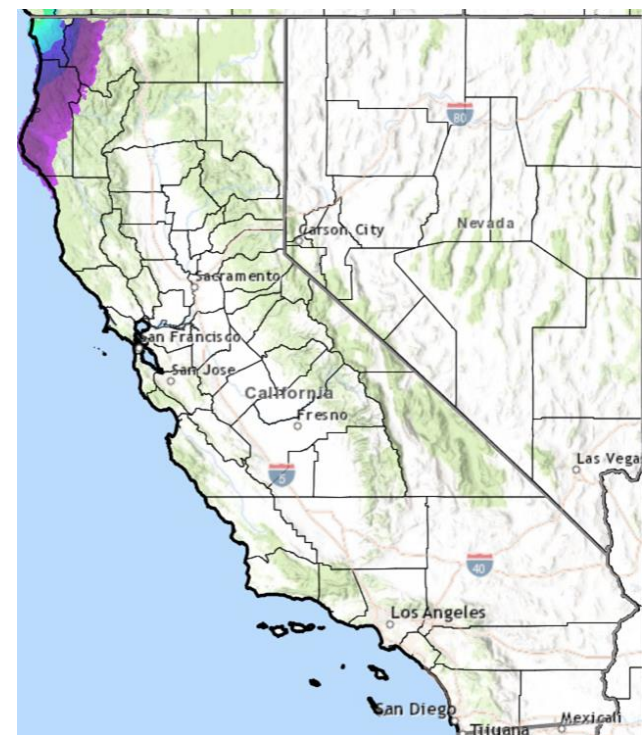 80
Carson City
Nevada
Sacramento
San Francisco
San Jose
California
Fresno
Las Vega
5
40
Los Angeles
San Diego
Mexicali
Tijuana